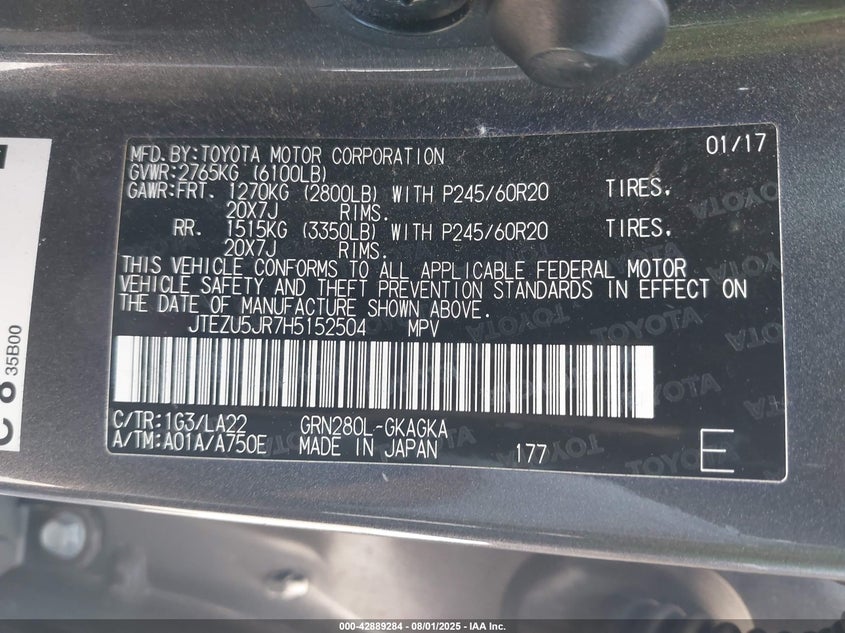 MFD.BY:TOYOTA MOTOR CORPORATION 01/17
GVWR:2765KG (6100LB)
GAWR:FRT. 1270KG (2800LB) WITH P245/60R20 TIRES.
20X7J RIMS.
RR. 1515KG (3350LB) WITH P245/60R20 TIRES.
20X7J RIMS.
THIS VEHICLE CONFORMS TO ALL APPLICABLE FEDERAL MOTOR
VEHICLE SAFETY AND THEFT PREVENTION STANDARDS IN EFFECT ON
THE DATE OF MANUFACTURE SHOWN ABOVE.
JTEZU5JR7H5152504 MPV
C/TR:1G3/LA22 GRN280L-GKAGKA
A/TM:A01A/A750E MADE IN JAPAN 177 E
C 8
35B00
TOYOTA
000-42889284 - 08/01/2025 - IAA Inc.